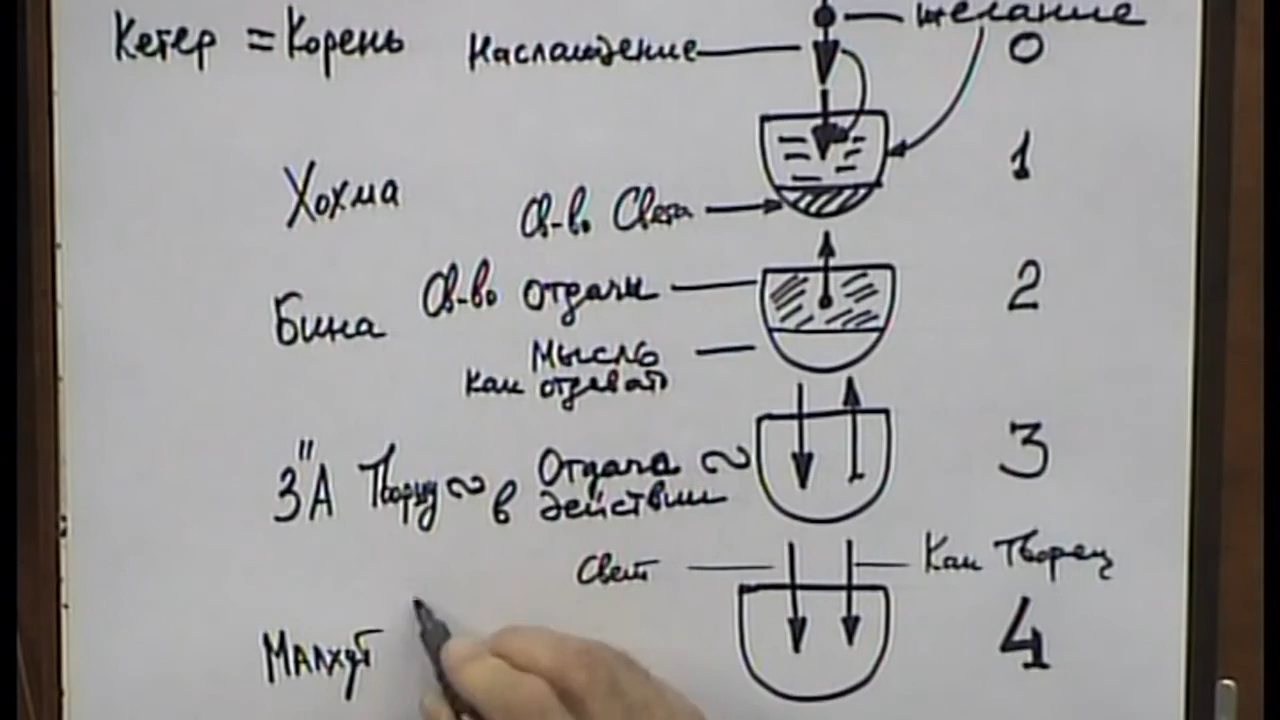 желание
Кетер = Корень
Наслаждение
0
Хохма
1
Св-во Света
Бина
Св-во отдачи
2
Мысль
как отдавать
З"А Творцу ~ в Отдача ~
действии
3
Свет
Как Творец
Малхут
4